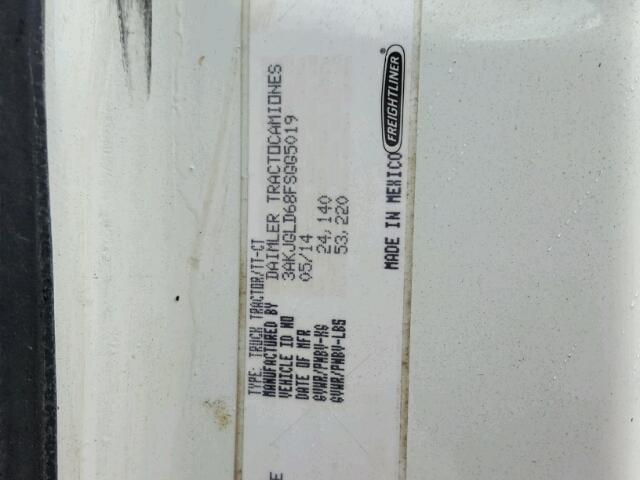 TYPE: TRUCK TRACTOR/TT-CT
MANUFACTURED BY DAIMLER TRACTOCAMIONES
VEHICLE ID NO 3AKJGLD68FSGG5019
DATE OF MFR 05/14
GVWR/PNBV-KG 24,140
GVWR/PNBV-LBS 53,220
MADE IN MEXICO FREIGHTLINER®